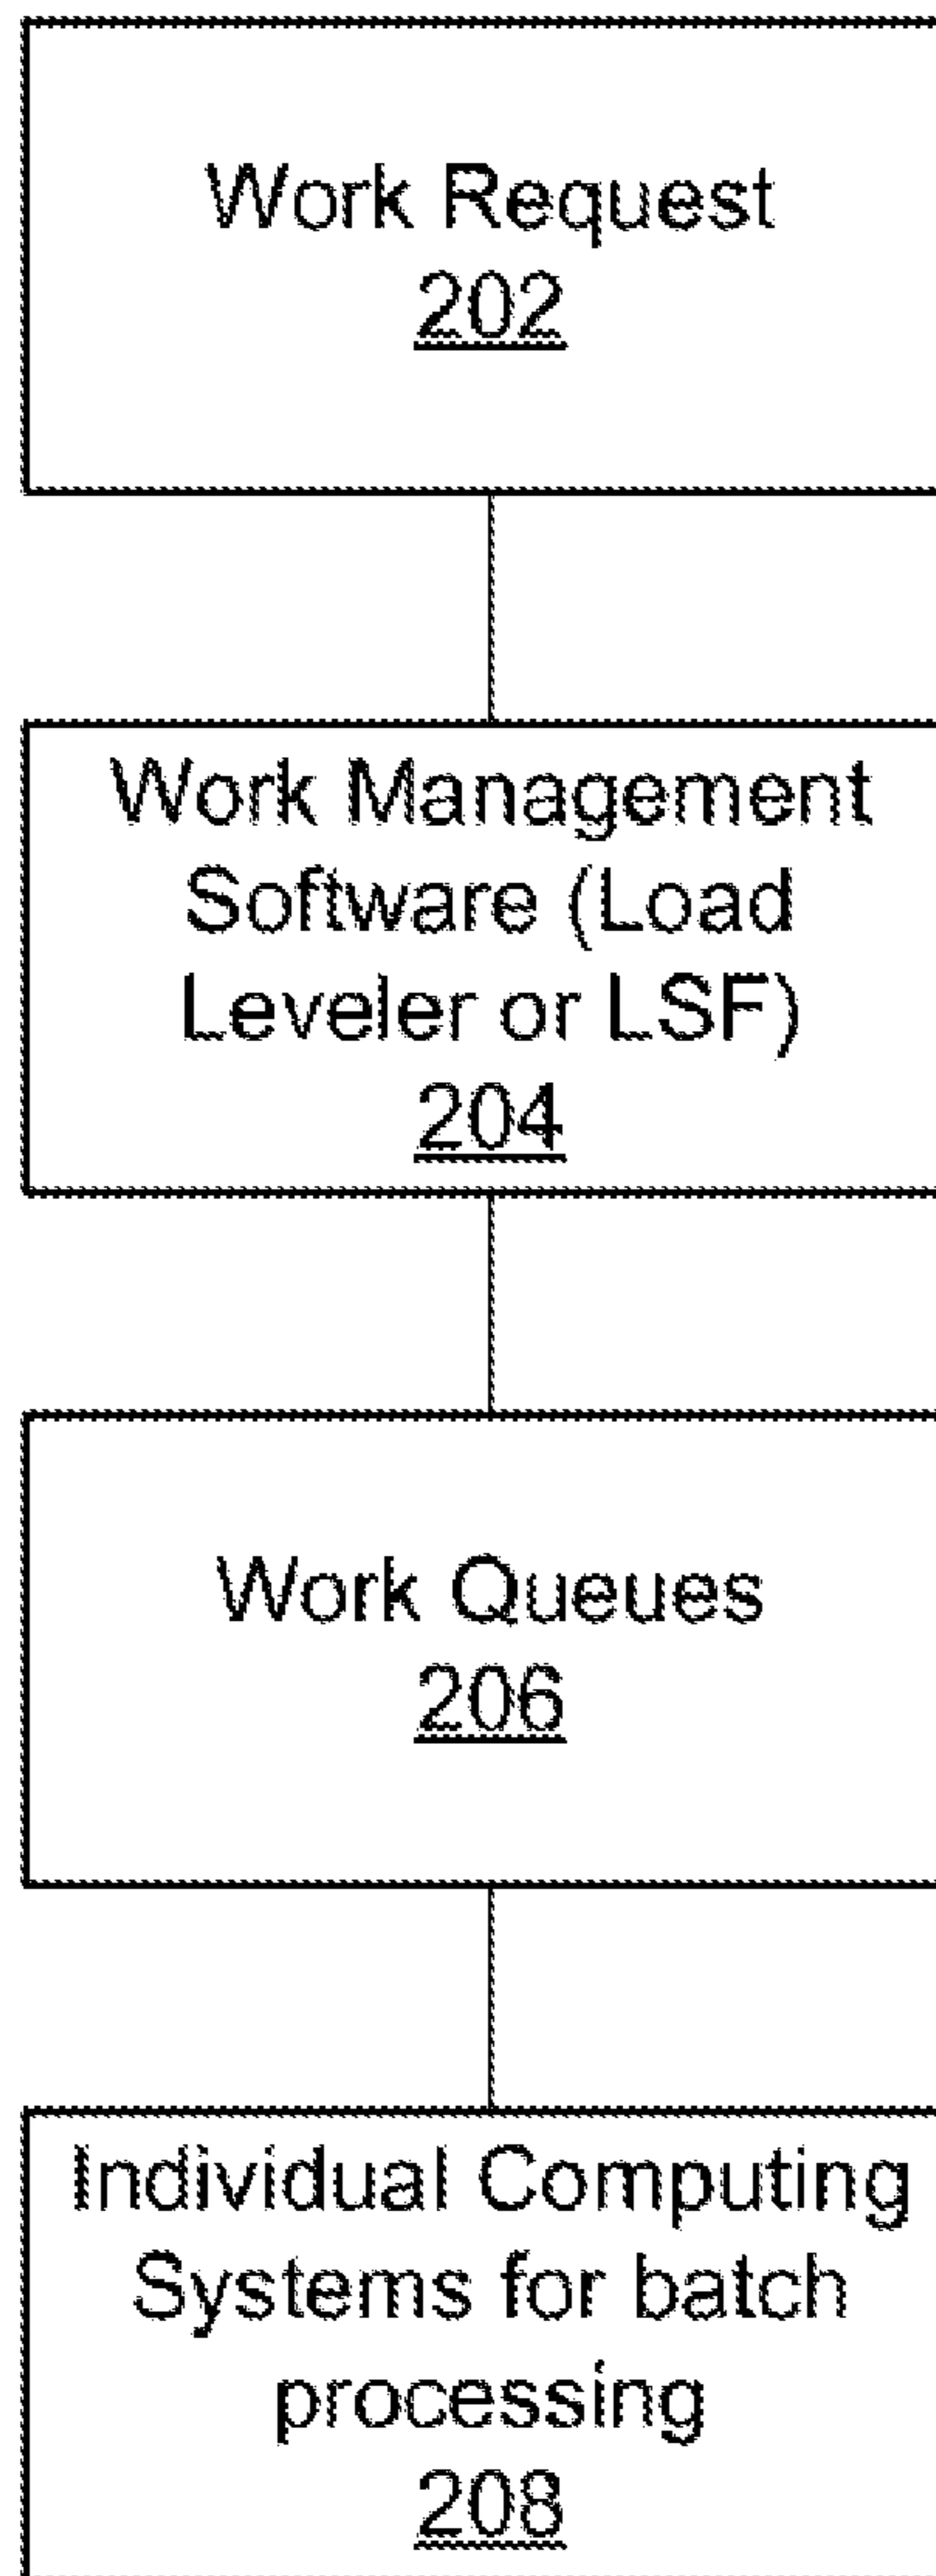 Work Request
202
Work Management
Software (Load
Leveler or LSF)
204
Work Queues
206
Individual Computing
Systems for batch
processing
208